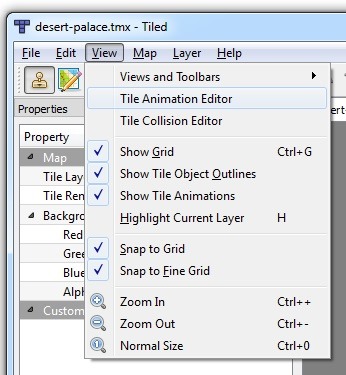 desert-palace.tmx - Tiled
File Edit View Map Layer Help
Views and Toolbars
Tile Animation Editor
Tile Collision Editor
Show Grid Ctrl+G
Show Tile Object Outlines
Show Tile Animations
Highlight Current Layer H
Snap to Grid
Snap to Fine Grid
Zoom In Ctrl++
Zoom Out Ctrl+-
Normal Size Ctrl+0
Properties
Property
Map
Tile Laye
Tile Ren
Backgro
Red
Gree
Blue
Alph
Custom